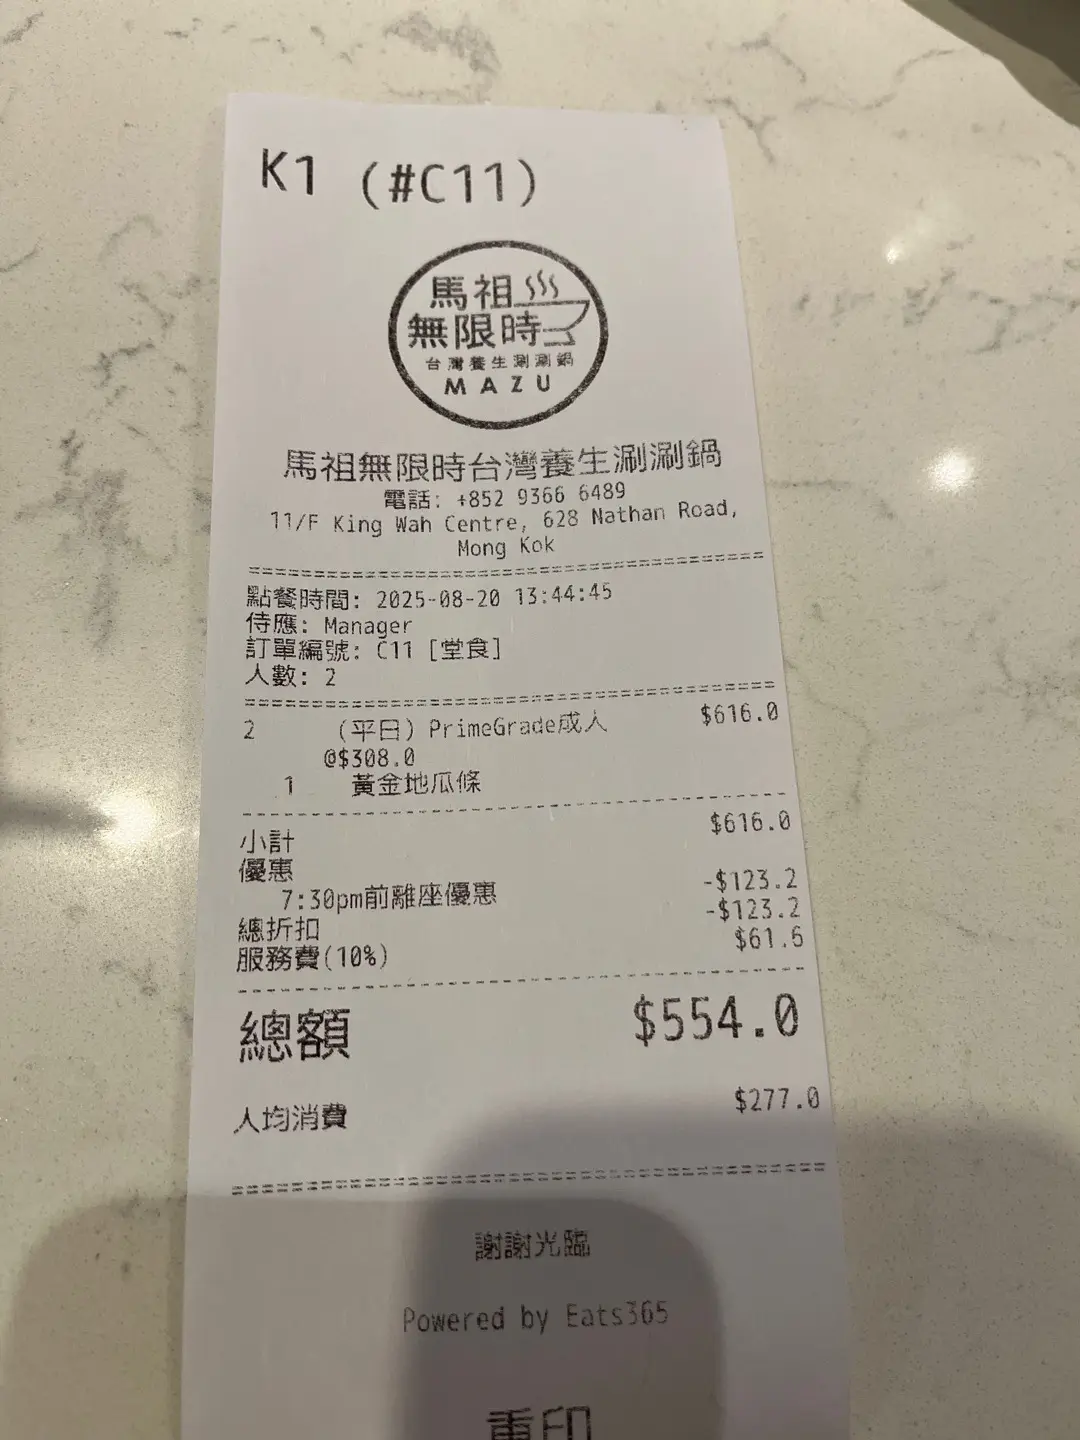 K1 (#C11)
馬祖
無限時
台灣養生涮涮鍋
MAZU
馬祖無限時台灣養生涮涮鍋
電話: +852 9366 6489
11/F King Wah Centre, 628 Nathan Road,
Mong Kok
點餐時間: 2025-08-20 13:44:45
侍應: Manager
訂單編號: C11 [堂食]
人數: 2
2 (平日) PrimeGrade成人 $616.0
@$308.0
1 黃金地瓜條
小計 $616.0
優惠
7:30pm前離座優惠 -$123.2
總折扣 -$123.2
服務費(10%) $61.6
總額 $554.0
人均消費 $277.0
謝謝光臨
Powered by Eats365
重印